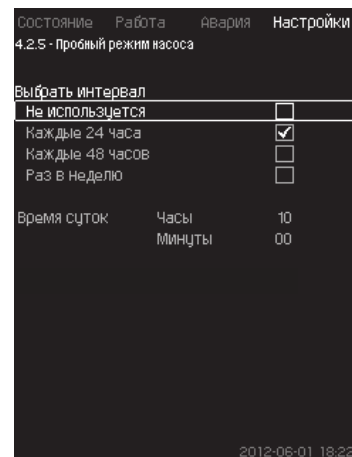 Состояние Работа Авария Настройки
4.2.5 - Пробный режим насоса
Выбрать интервал
Не используется
Каждые 24 часа
Каждые 48 часов
Раз в неделю
Время суток Часы 10
Минуты 00
2012-06-01 18:22